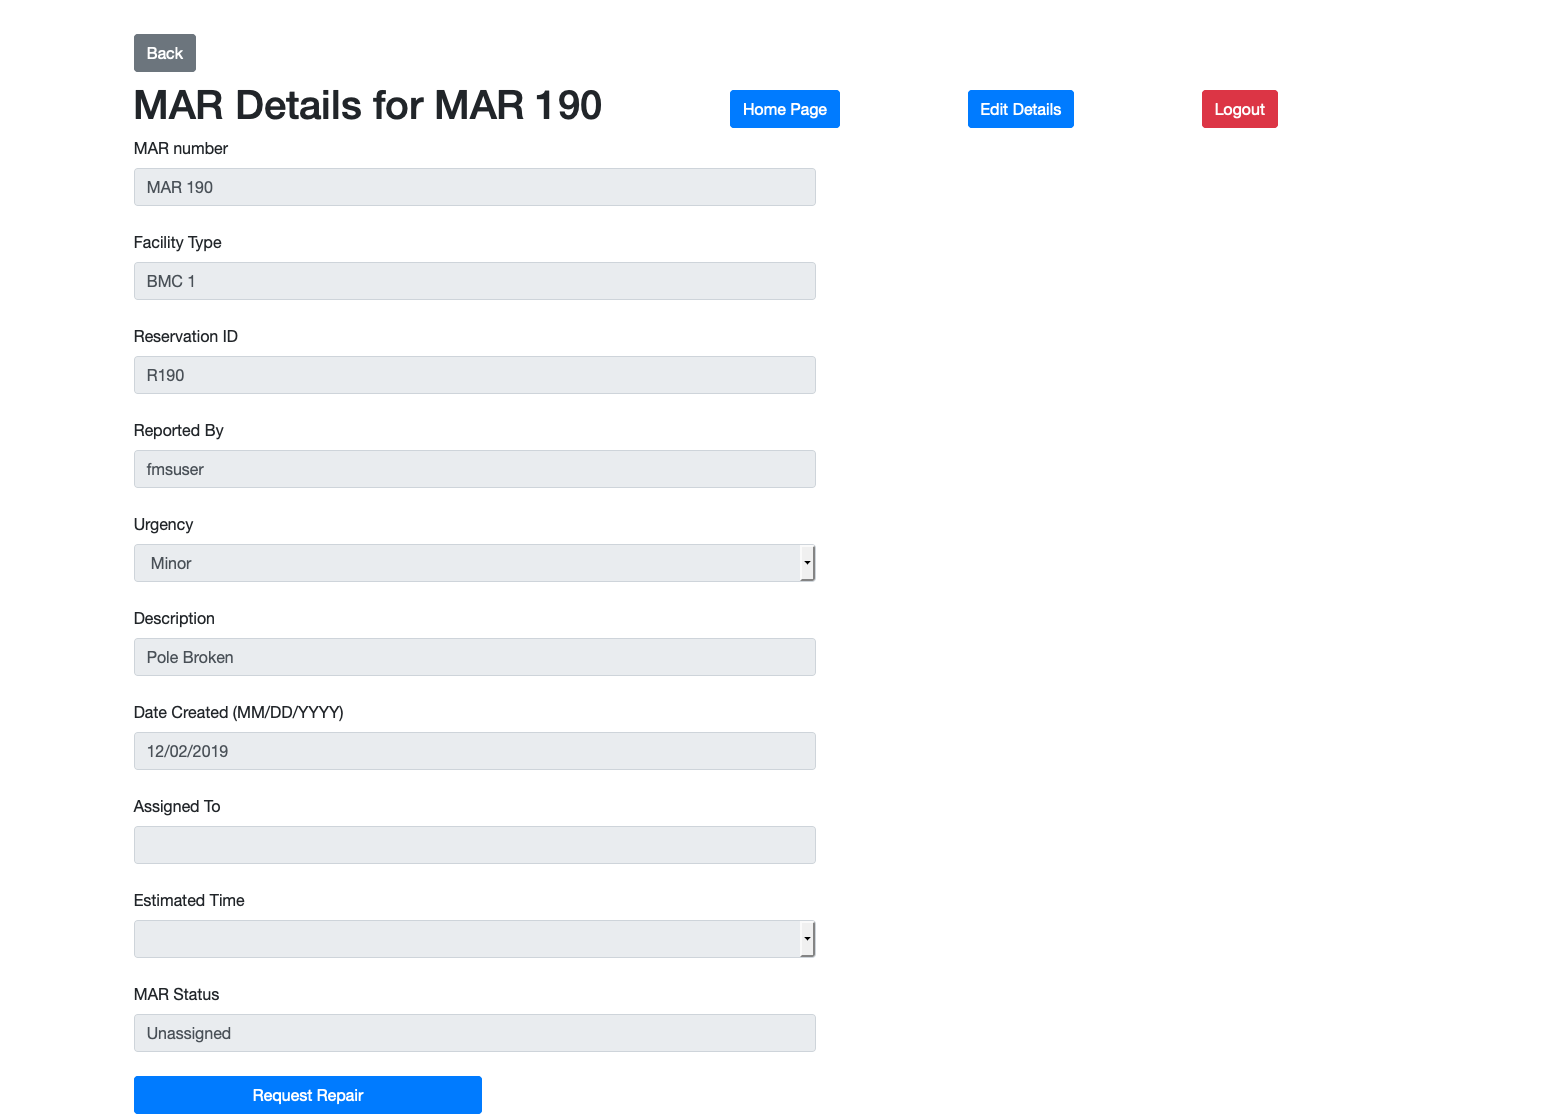 Back
MAR Details for MAR 190
Home Page
Edit Details
Logout
MAR number
MAR 190
Facility Type
BMC 1
Reservation ID
R190
Reported By
fmsuser
Urgency
Minor
Description
Pole Broken
Date Created (MM/DD/YYYY)
12/02/2019
Assigned To
Estimated Time
MAR Status
Unassigned
Request Repair